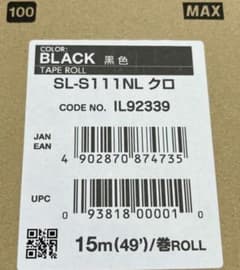 100 MAX
COLOR:
BLACK 黒色
TAPE ROLL
SL-S111NL クロ
CODE NO. IL92339
JAN
EAN
4 902870 874735
UPC
0 93818 00001 0
15m(49')/巻ROLL